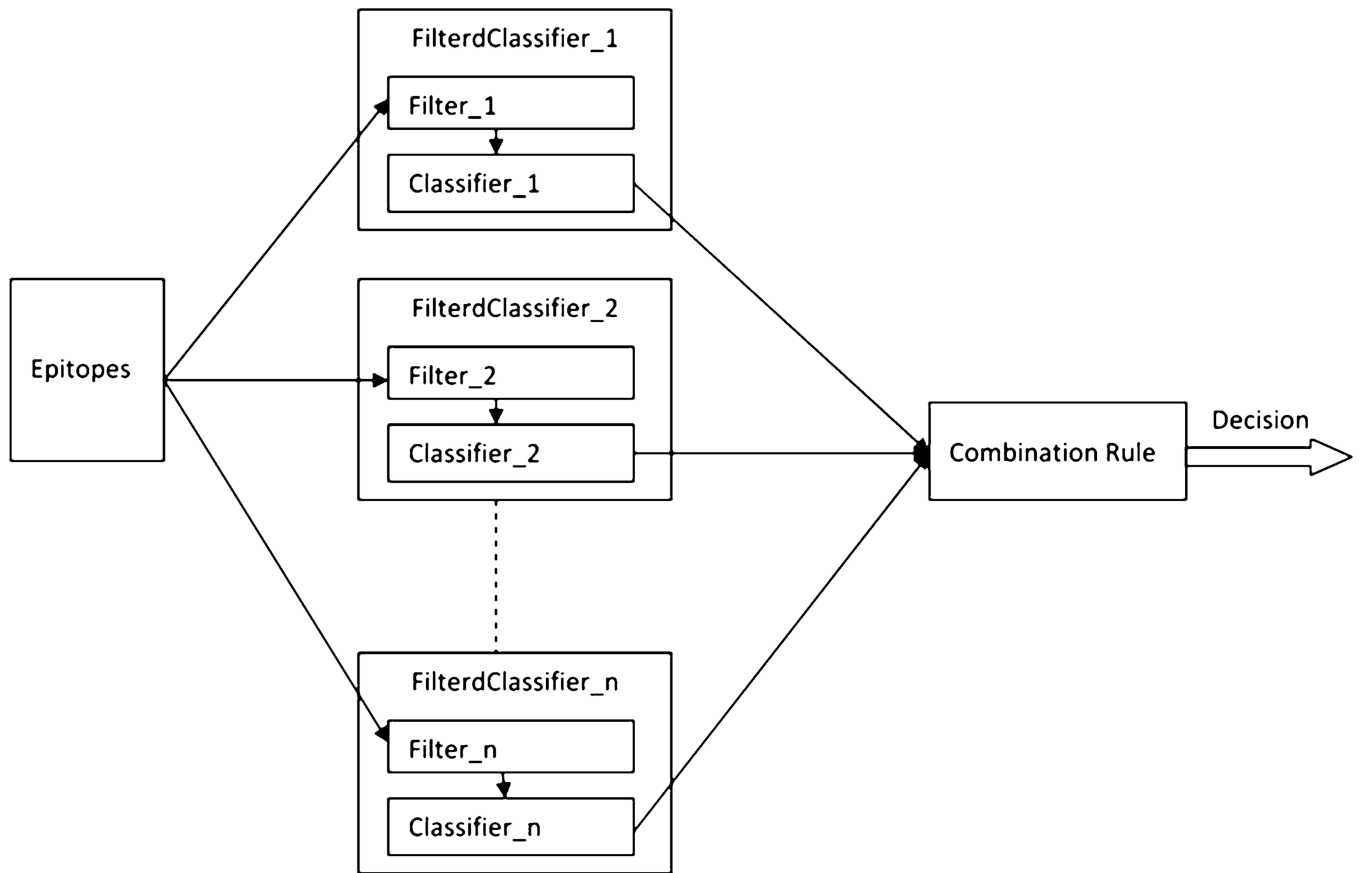 FilterdClassifier_1
Filter_1
Classifier_1
Epitopes
FilterdClassifier_2
Filter_2
Classifier_2
Combination Rule
Decision
FilterdClassifier_n
Filter_n
Classifier_n